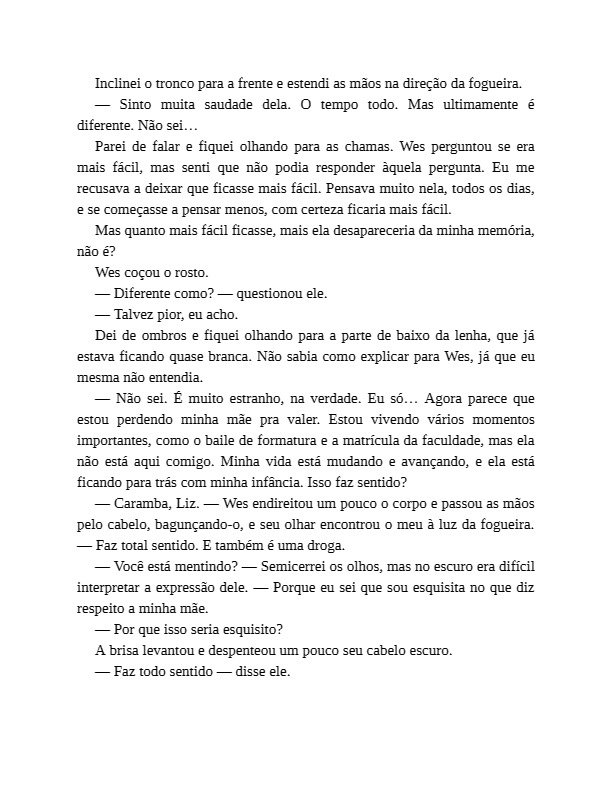 Inclinei o tronco para a frente e estendi as mãos na direção da fogueira.
— Sinto muita saudade dela. O tempo todo. Mas ultimamente é
diferente. Não sei…
Parei de falar e fiquei olhando para as chamas. Wes perguntou se era
mais fácil, mas senti que não podia responder àquela pergunta. Eu me
recusava a deixar que ficasse mais fácil. Pensava muito nela, todos os dias,
e se começasse a pensar menos, com certeza ficaria mais fácil.
Mas quanto mais fácil ficasse, mais ela desapareceria da minha memória,
não é?
Wes coçou o rosto.
— Diferente como? — questionou ele.
— Talvez pior, eu acho.
Dei de ombros e fiquei olhando para a parte de baixo da lenha, que já
estava ficando quase branca. Não sabia como explicar para Wes, já que eu
mesma não entendia.
— Não sei. É muito estranho, na verdade. Eu só… Agora parece que
estou perdendo minha mãe pra valer. Estou vivendo vários momentos
importantes, como o baile de formatura e a matrícula da faculdade, mas ela
não está aqui comigo. Minha vida está mudando e avançando, e ela está
ficando para trás com minha infância. Isso faz sentido?
— Caramba, Liz. — Wes endireitou um pouco o corpo e passou as mãos
pelo cabelo, bagunçando-o, e seu olhar encontrou o meu à luz da fogueira.
— Faz total sentido. E também é uma droga.
— Você está mentindo? — Semicerrei os olhos, mas no escuro era difícil
interpretar a expressão dele. — Porque eu sei que sou esquisita no que diz
respeito a minha mãe.
— Por que isso seria esquisito?
A brisa levantou e despenteou um pouco seu cabelo escuro.
— Faz todo sentido — disse ele.